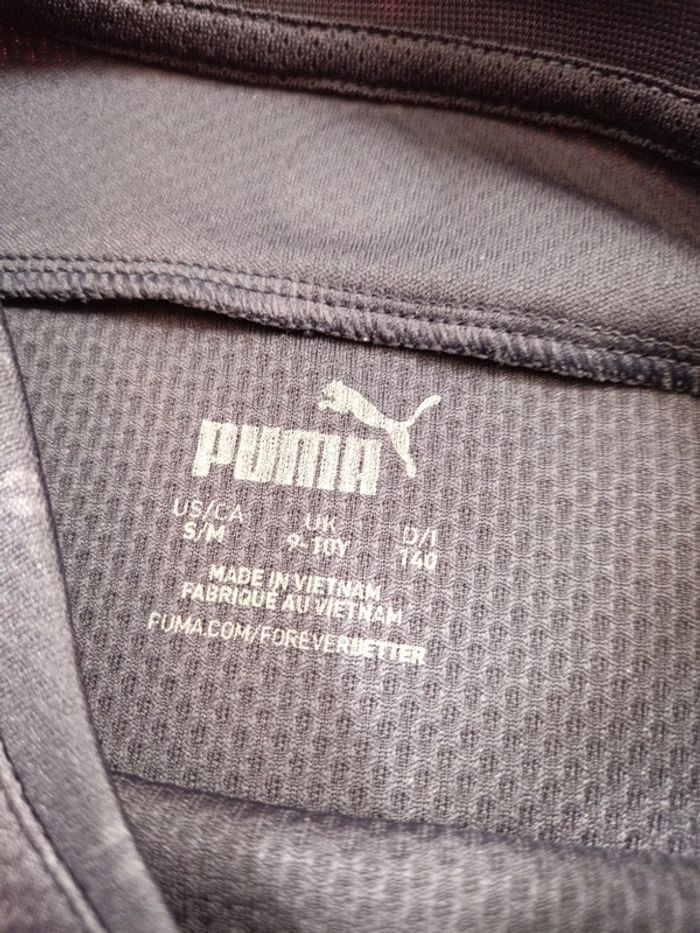 PUMA
US/CA UK D/I
S/M 9-10Y 140
MADE IN VIETNAM
FABRIQUÉ AU VIETNAM
PUMA.COM/FOREVERBETTER